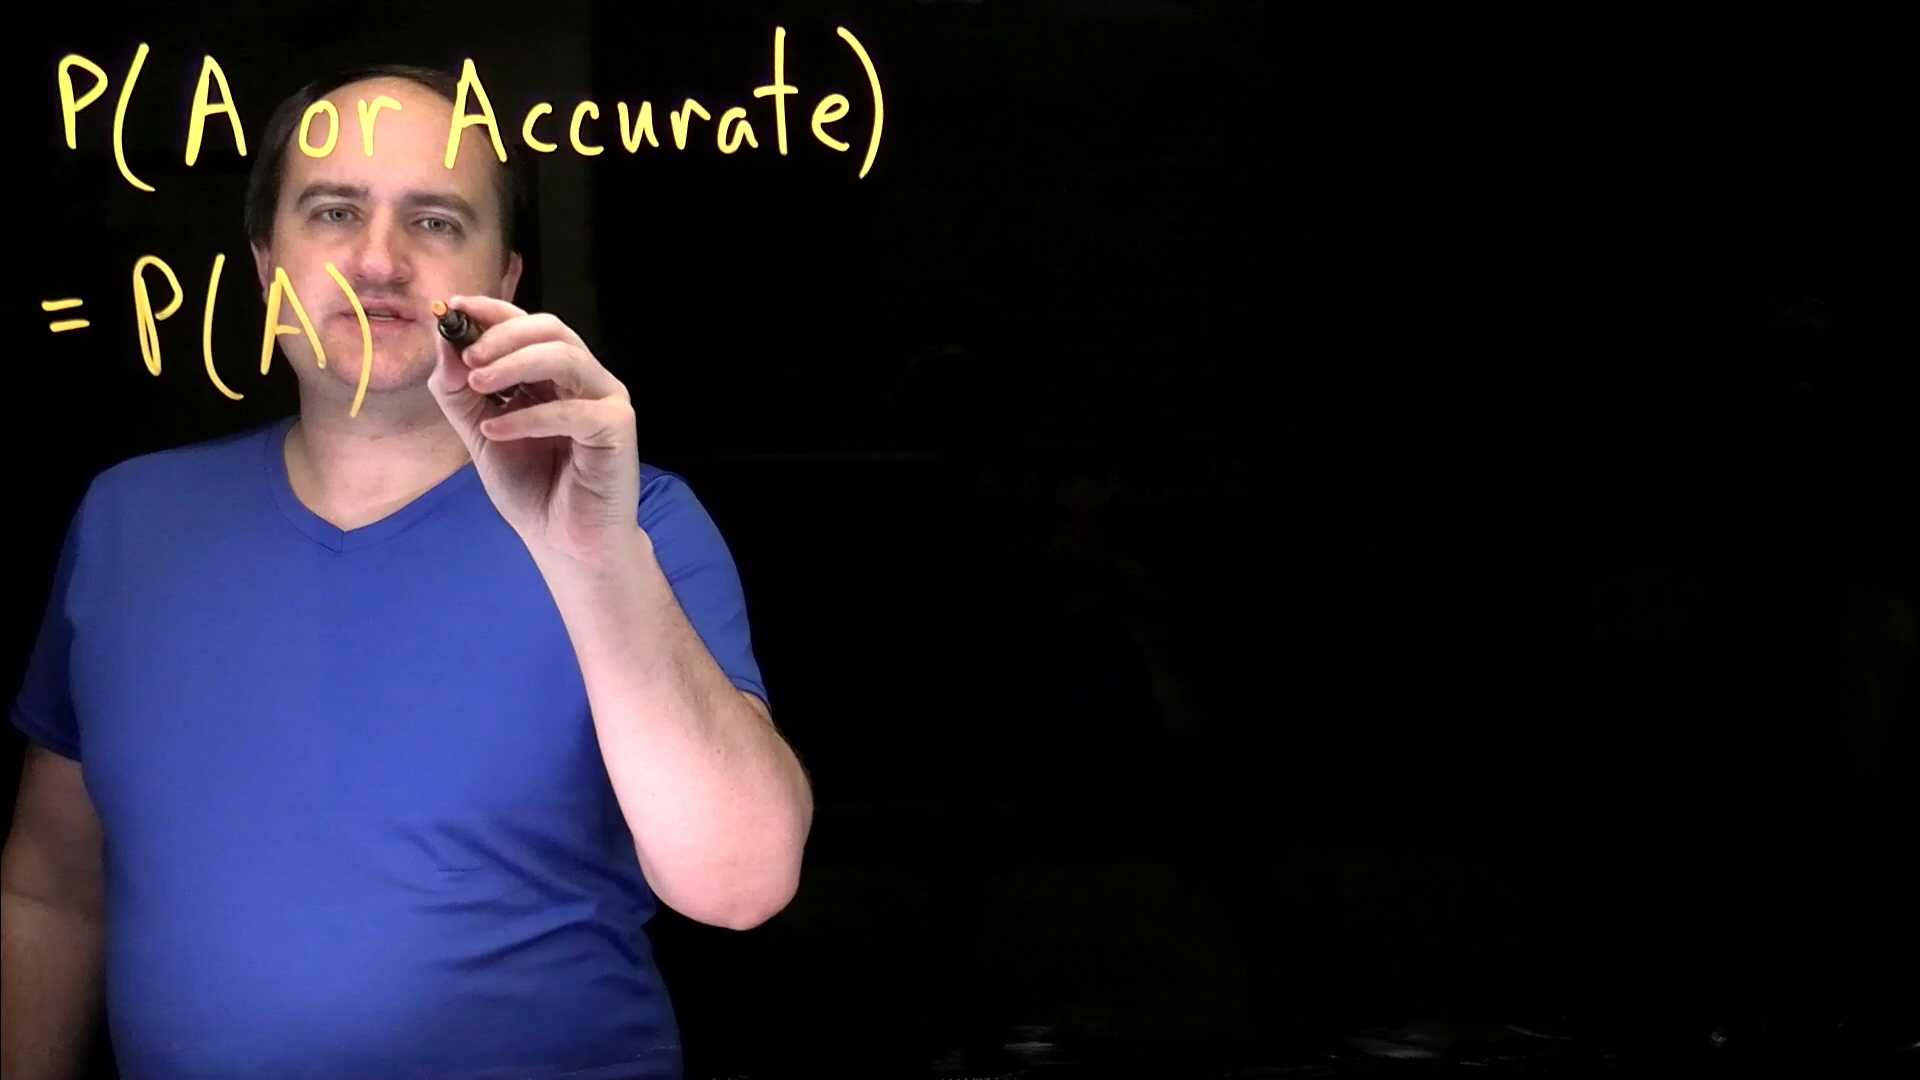 P(A or Accurate)
= P(A)